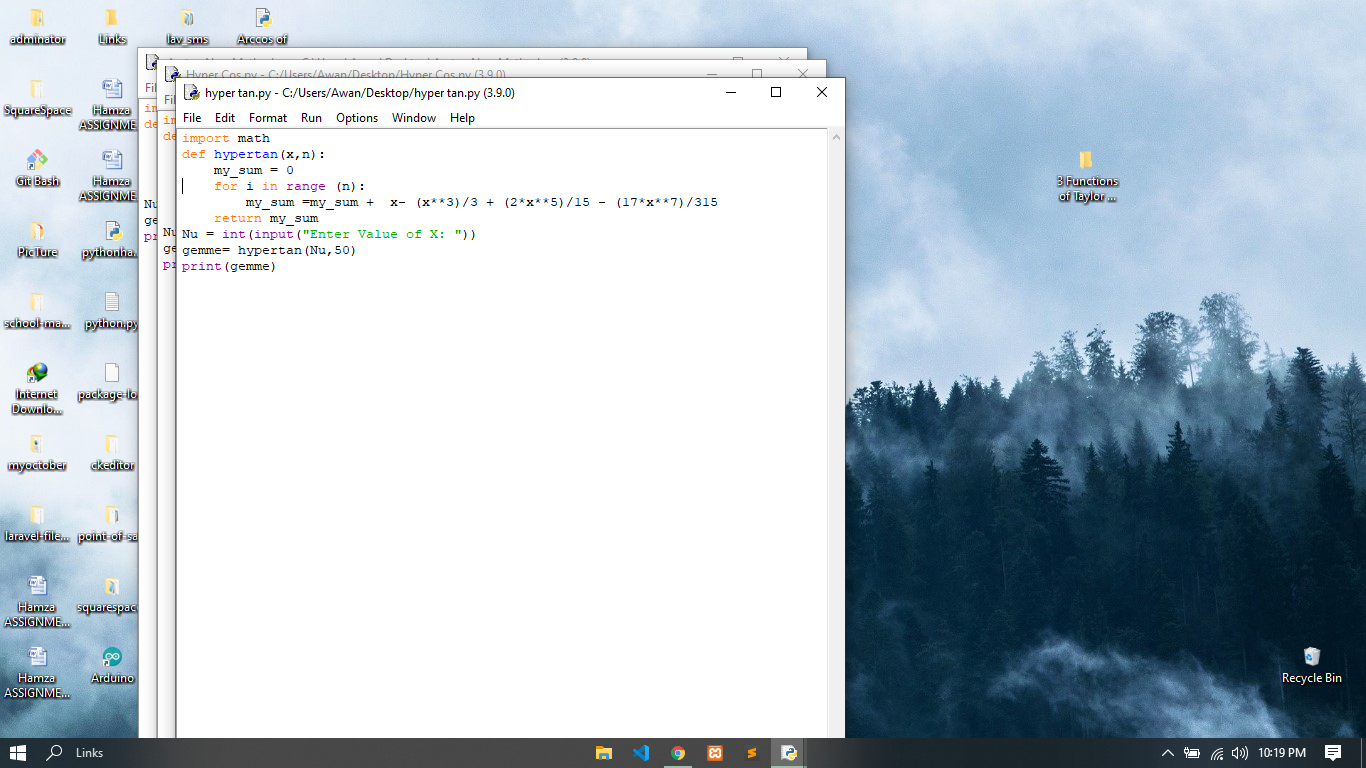 adminator
Links
lav_sms
Arccos of
SquareSpace
Hamza
ASSIGNME...
Git Bash
Hamza
ASSIGNME...
PicTure
pythonha...
school-ma...
python.py
Internet
Downlo...
package-lo
myoctober
ckeditor
laravel-file...
point-of-sa
Hamza
ASSIGNME...
squarespac
Hamza
ASSIGNME...
Arduino
Hyper Cos.py - C:/Users/Awan/Desktop/Hyper Cos.py (3.9.0)
hyper tan.py - C:/Users/Awan/Desktop/hyper tan.py (3.9.0)
File Edit Format Run Options Window Help
import math
def hypertan(x,n):
    my_sum = 0
    for i in range (n):
        my_sum =my_sum +  x- (x**3)/3 + (2*x**5)/15 - (17*x**7)/315
    return my_sum
Nu = int(input("Enter Value of X: "))
gemme= hypertan(Nu,50)
print(gemme)
3 Functions
of Taylor ...
Recycle Bin
Links
10:19 PM